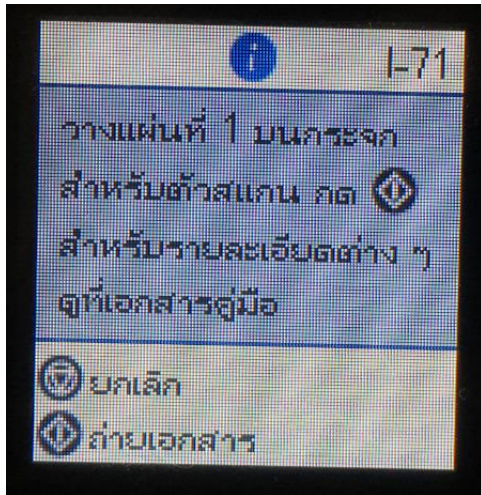 i I-71
วางแผ่นที่ 1 บนกระจก
สำหรับตัวสแกน กด
สำหรับรายละเอียดต่าง ๆ
ดูที่เอกสารคู่มือ
ยกเลิก
ถ่ายเอกสาร